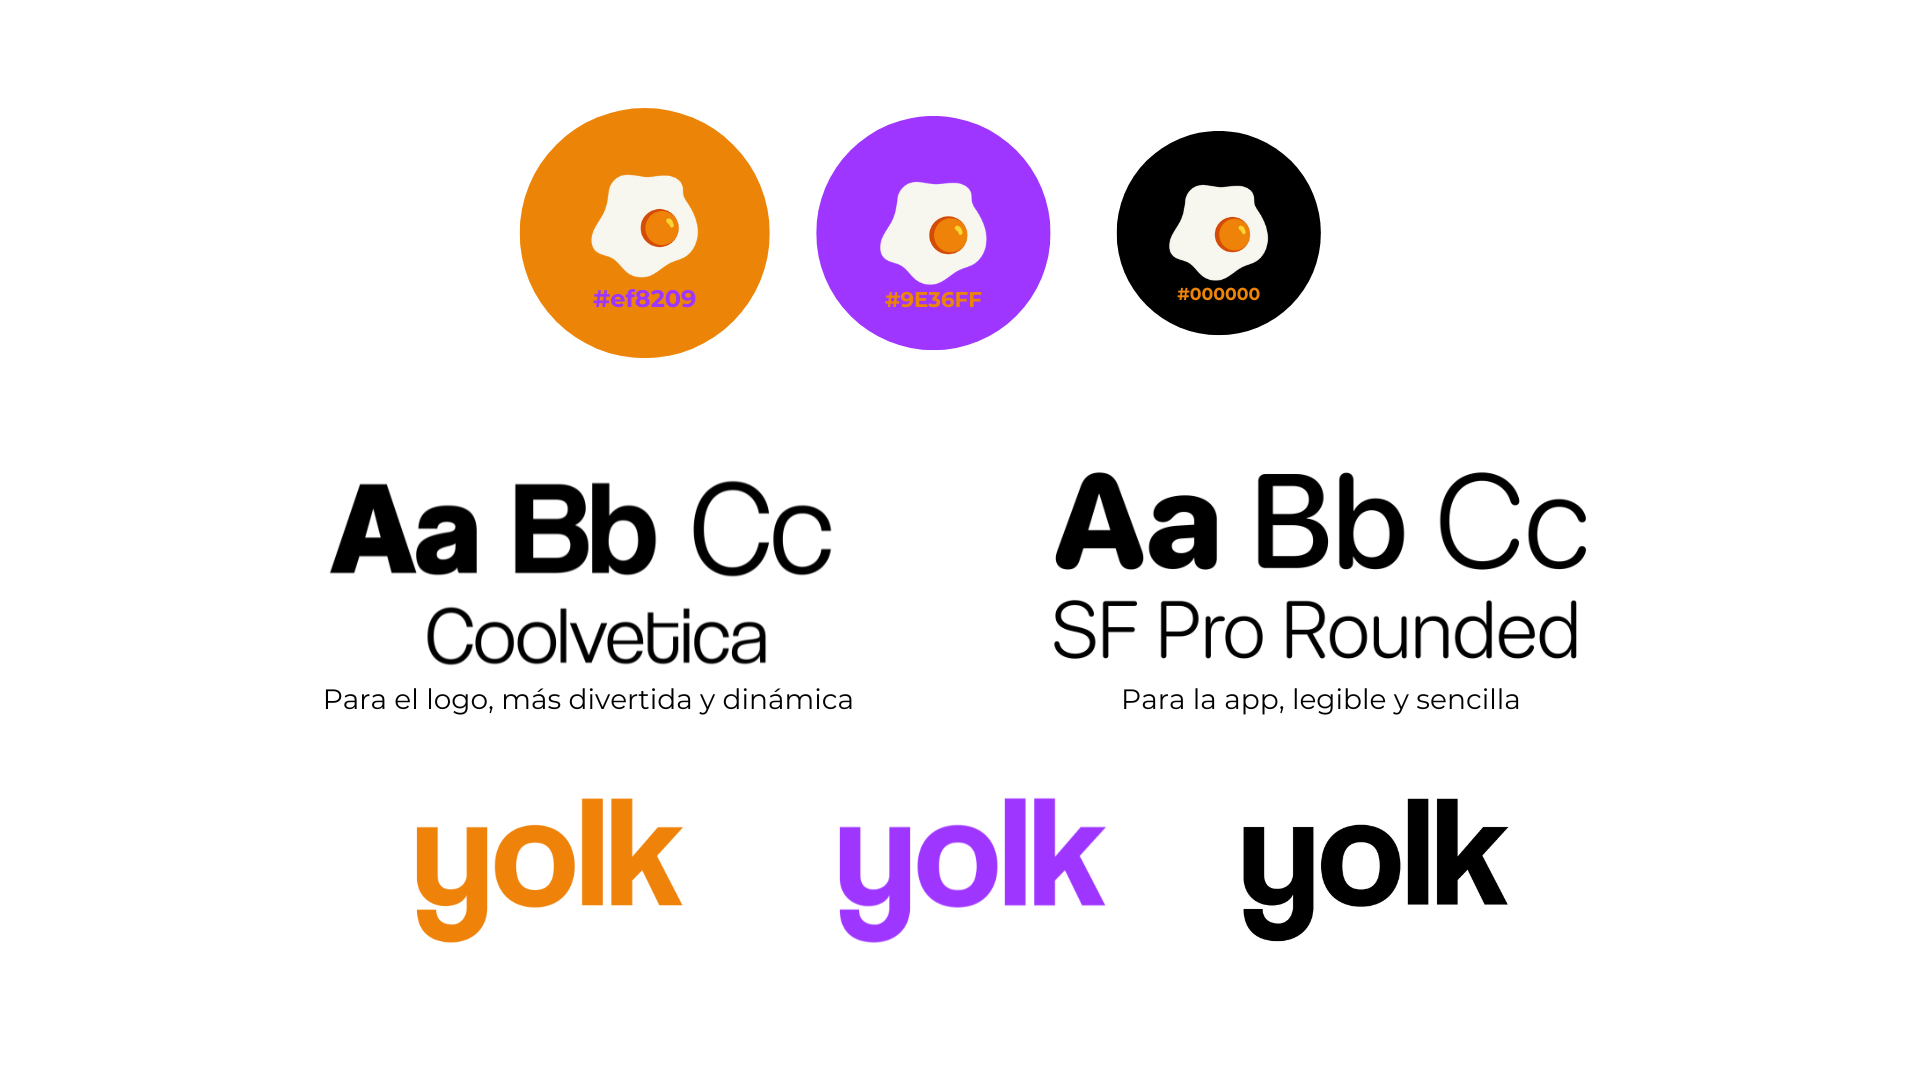 #ef8209
#9E36FF
#000000
Aa Bb Cc
Coolvetica
Para el logo, más divertida y dinámica
Aa Bb Cc
SF Pro Rounded
Para la app, legible y sencilla
yolk
yolk
yolk